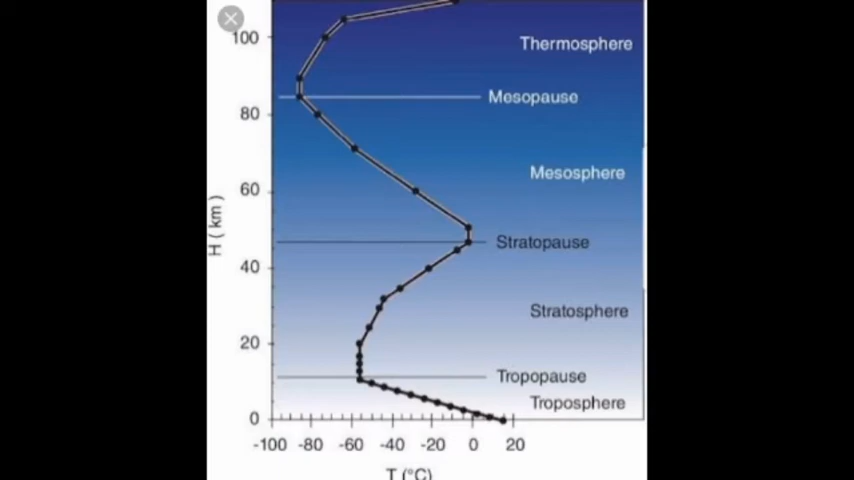 100
Thermosphere
Mesopause
80
Mesosphere
60
H (km)
Stratopause
40
Stratosphere
20
Tropopause
Troposphere
0
-100 -80 -60 -40 -20 0 20
T (°C)